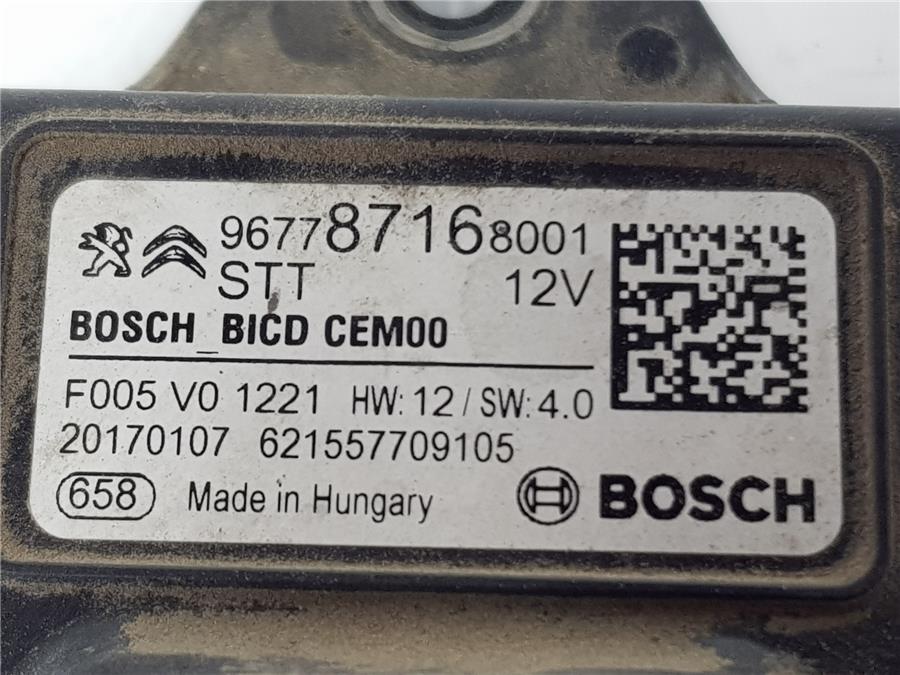 96778716 8001
STT 12V
BOSCH_BICD CEM00
F005 V0 1221 HW: 12 / SW: 4.0
20170107 621557709105
658 Made in Hungary BOSCH